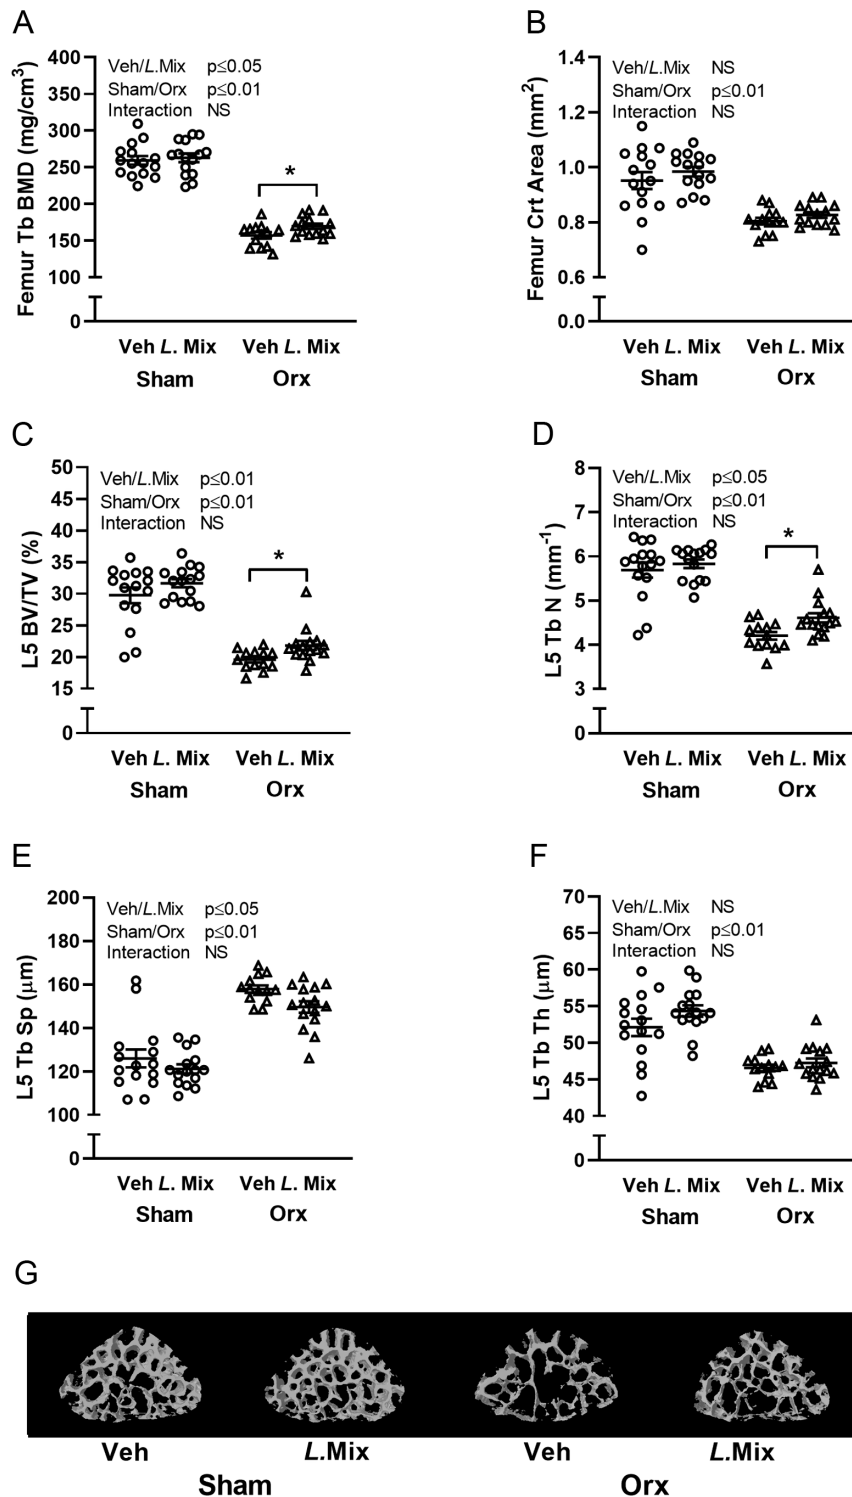 A
Femur Tb BMD (mg/cm³)
400
350
300
250
200
150
100
0
Veh/L.Mix p≤0.05
Sham/Orx p≤0.01
Interaction NS
*
Veh L. Mix Veh L. Mix
Sham Orx
B
Femur Crt Area (mm²)
1.4
1.2
1.0
0.8
0.6
0.0
Veh/L.Mix NS
Sham/Orx p≤0.01
Interaction NS
Veh L. Mix Veh L. Mix
Sham Orx
C
L5 BV/TV (%)
50
45
40
35
30
25
20
15
0
Veh/L.Mix p≤0.01
Sham/Orx p≤0.01
Interaction NS
*
Veh L. Mix Veh L. Mix
Sham Orx
D
L5 Tb N (mm⁻¹)
8
7
6
5
4
3
0
Veh/L.Mix p≤0.05
Sham/Orx p≤0.01
Interaction NS
*
Veh L. Mix Veh L. Mix
Sham Orx
E
L5 Tb Sp (μm)
200
180
160
140
120
100
0
Veh/L.Mix p≤0.05
Sham/Orx p≤0.01
Interaction NS
Veh L. Mix Veh L. Mix
Sham Orx
F
L5 Tb Th (μm)
70
65
60
55
50
45
40
0
Veh/L.Mix NS
Sham/Orx p≤0.01
Interaction NS
Veh L. Mix Veh L. Mix
Sham Orx
G
Veh L.Mix Veh L.Mix
Sham Orx